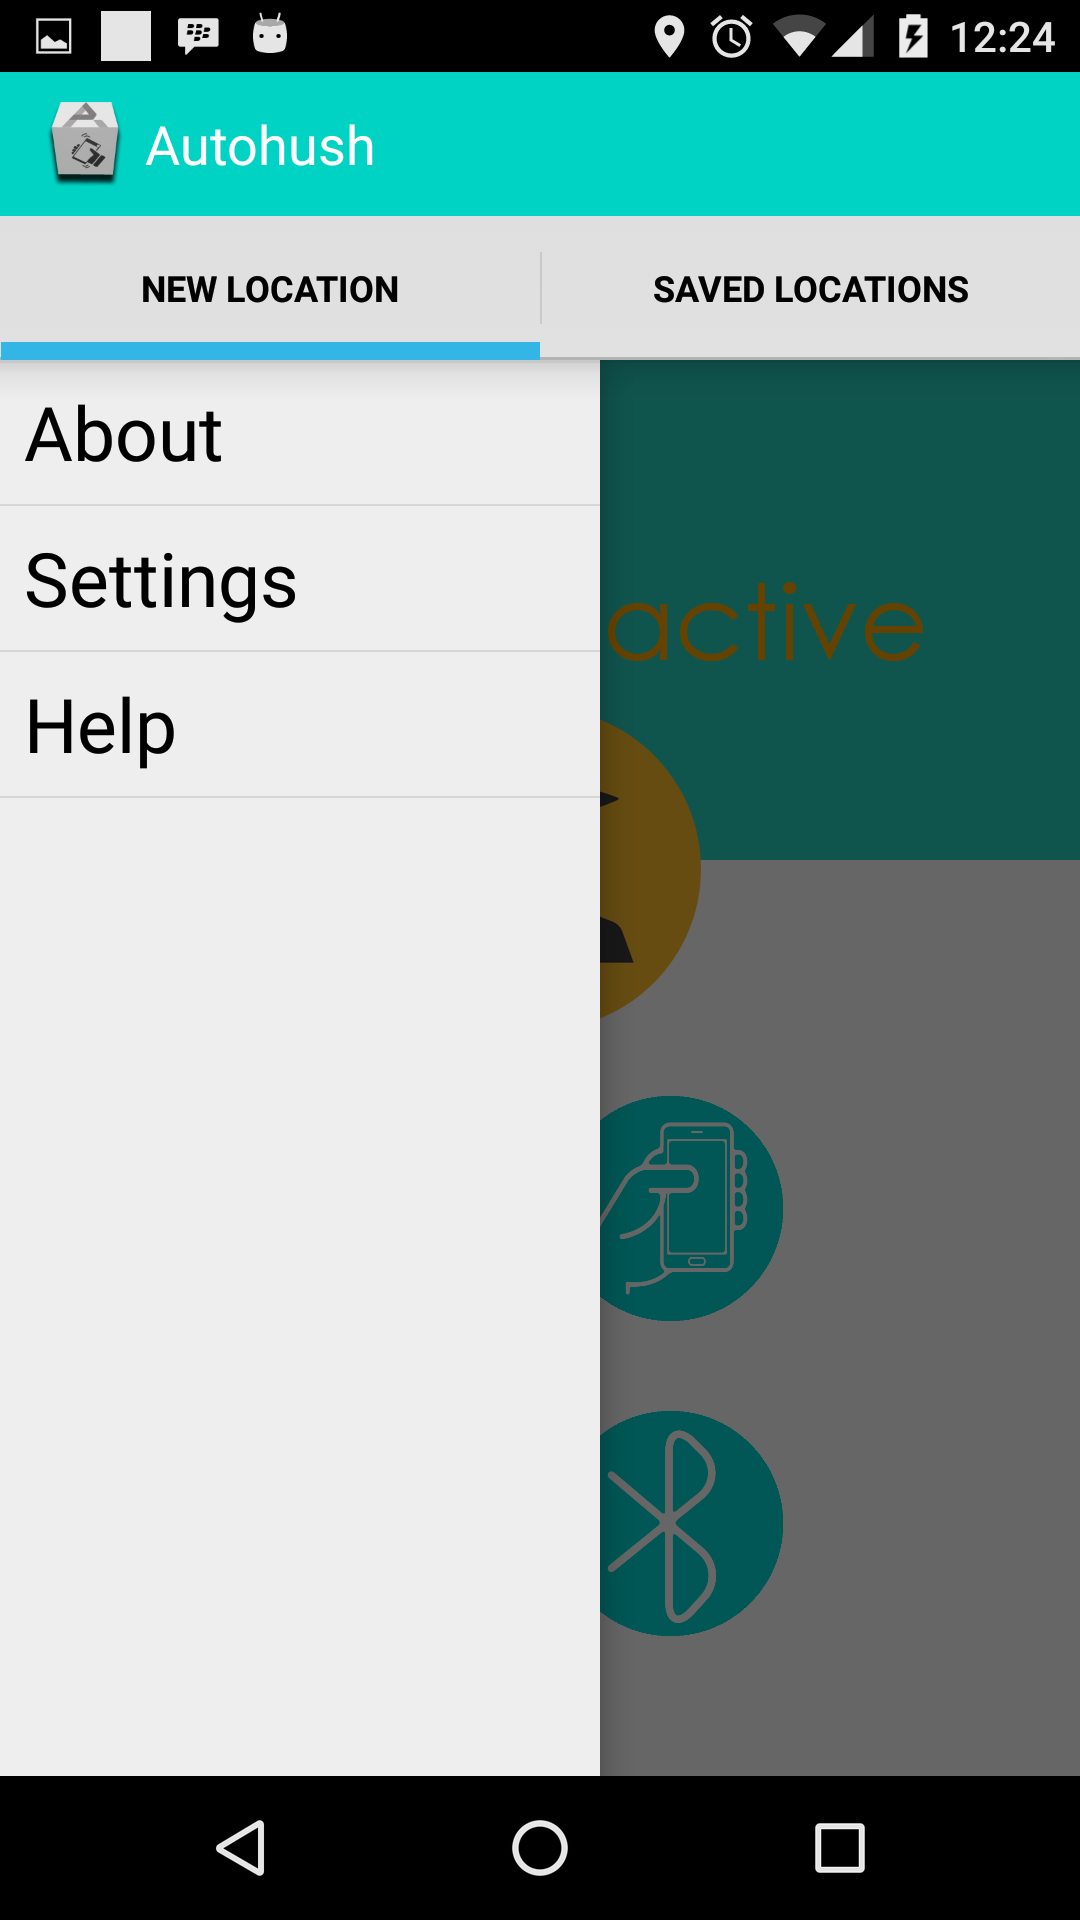 12:24
Autohush
NEW LOCATION
SAVED LOCATIONS
About
active
Settings
Help